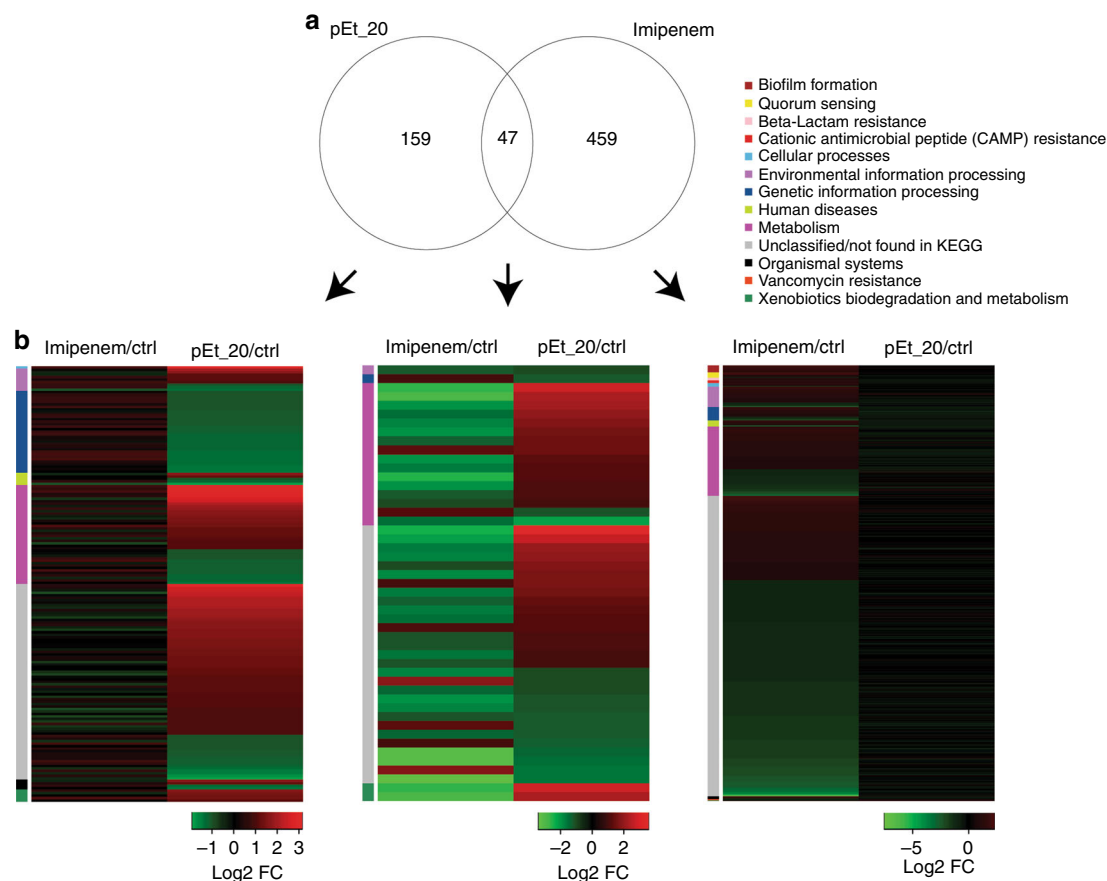 a
pEt_20
Imipenem
159
47
459
Biofilm formation
Quorum sensing
Beta-Lactam resistance
Cationic antimicrobial peptide (CAMP) resistance
Cellular processes
Environmental information processing
Genetic information processing
Human diseases
Metabolism
Unclassified/not found in KEGG
Organismal systems
Vancomycin resistance
Xenobiotics biodegradation and metabolism
b
Imipenem/ctrl pEt_20/ctrl
Imipenem/ctrl pEt_20/ctrl
Imipenem/ctrl pEt_20/ctrl
−1 0 1 2 3
Log2 FC
−2 0 2
Log2 FC
−5 0
Log2 FC